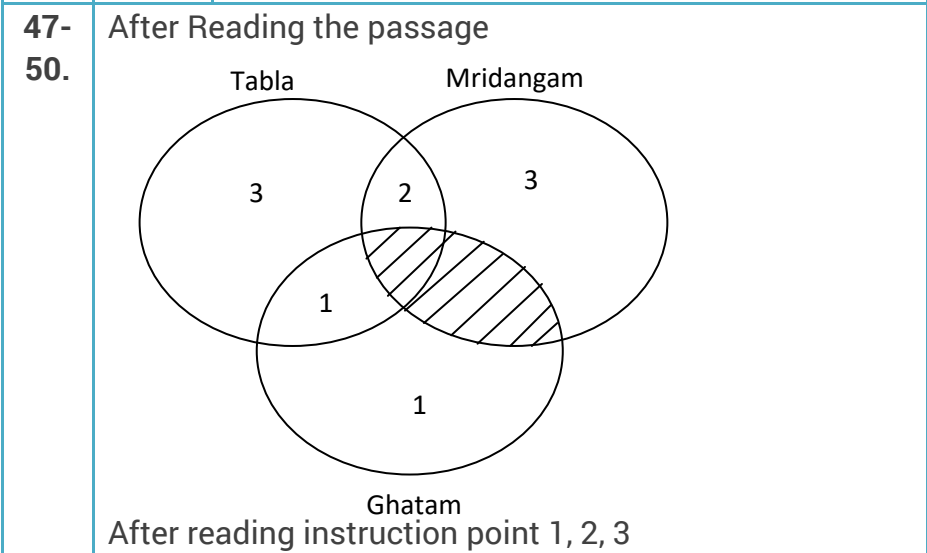 47-
50.
After Reading the passage
Tabla
Mridangam
3
2
3
1
1
Ghatam
After reading instruction point 1, 2, 3